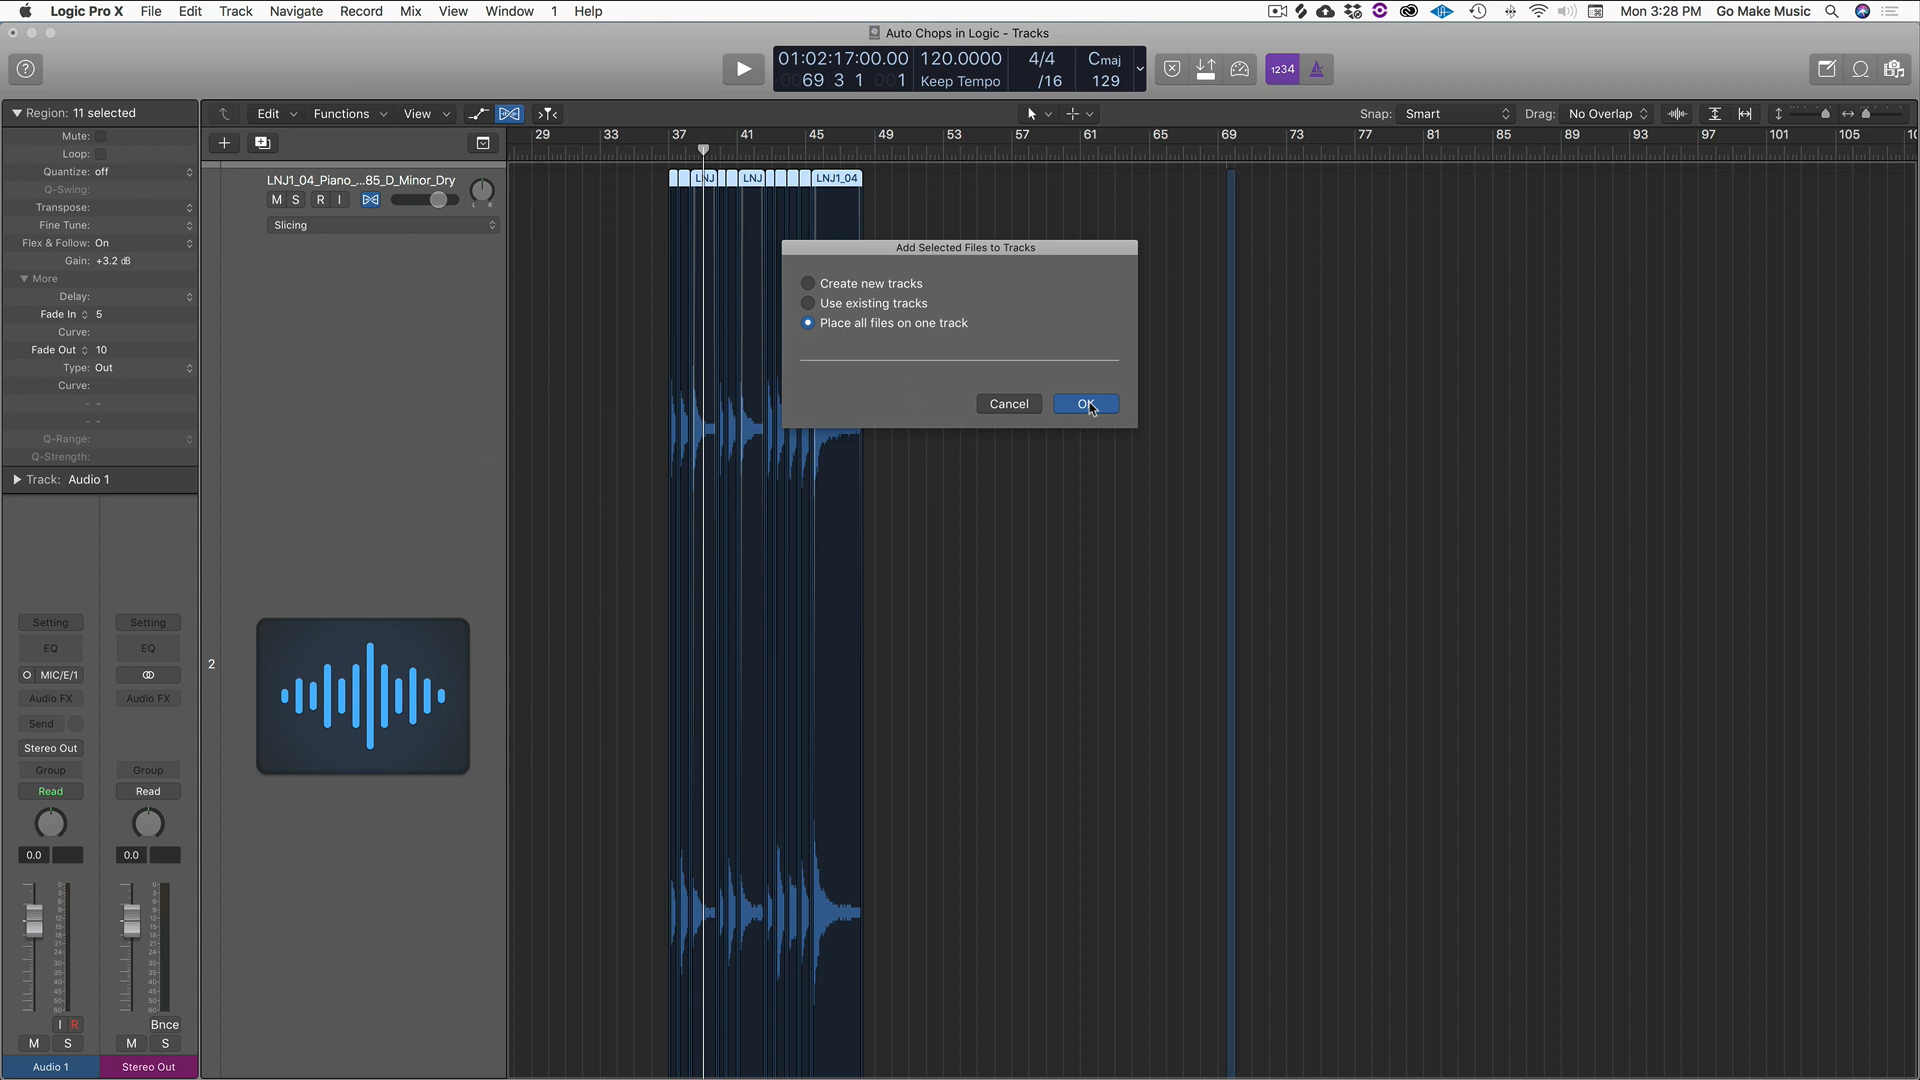 Logic Pro X File Edit Track Navigate Record Mix View Window 1 Help Mon 3:28 PM Go Make Music
Auto Chops in Logic - Tracks
01:02:17:00.00 120.0000 4/4 Cmaj
0069 3 1 001 Keep Tempo /16 129
1234
Region: 11 selected
Edit Functions View Snap: Smart Drag: No Overlap
29 33 37 41 45 49 53 57 61 65 69 73 77 81 85 89 93 97 101 105
Mute:
Loop:
Quantize: off
Q-Swing:
Transpose:
Fine Tune:
Flex & Follow: On
Gain: +3.2 dB
More
Delay:
Fade In 5
Curve:
Fade Out 10
Type: Out
Curve:
Q-Range:
Q-Strength:
Track: Audio 1
LNJ1_04_Piano_...85_D_Minor_Dry
M S R I
Slicing
LNJ LNJ LNJ1_04
Add Selected Files to Tracks
Create new tracks
Use existing tracks
Place all files on one track
Cancel OK
2
Setting Setting
EQ EQ
MIC/E/1
Audio FX Audio FX
Send
Stereo Out
Group Group
Read Read
0.0 0.0
I R Bnce
M S M S
Audio 1 Stereo Out